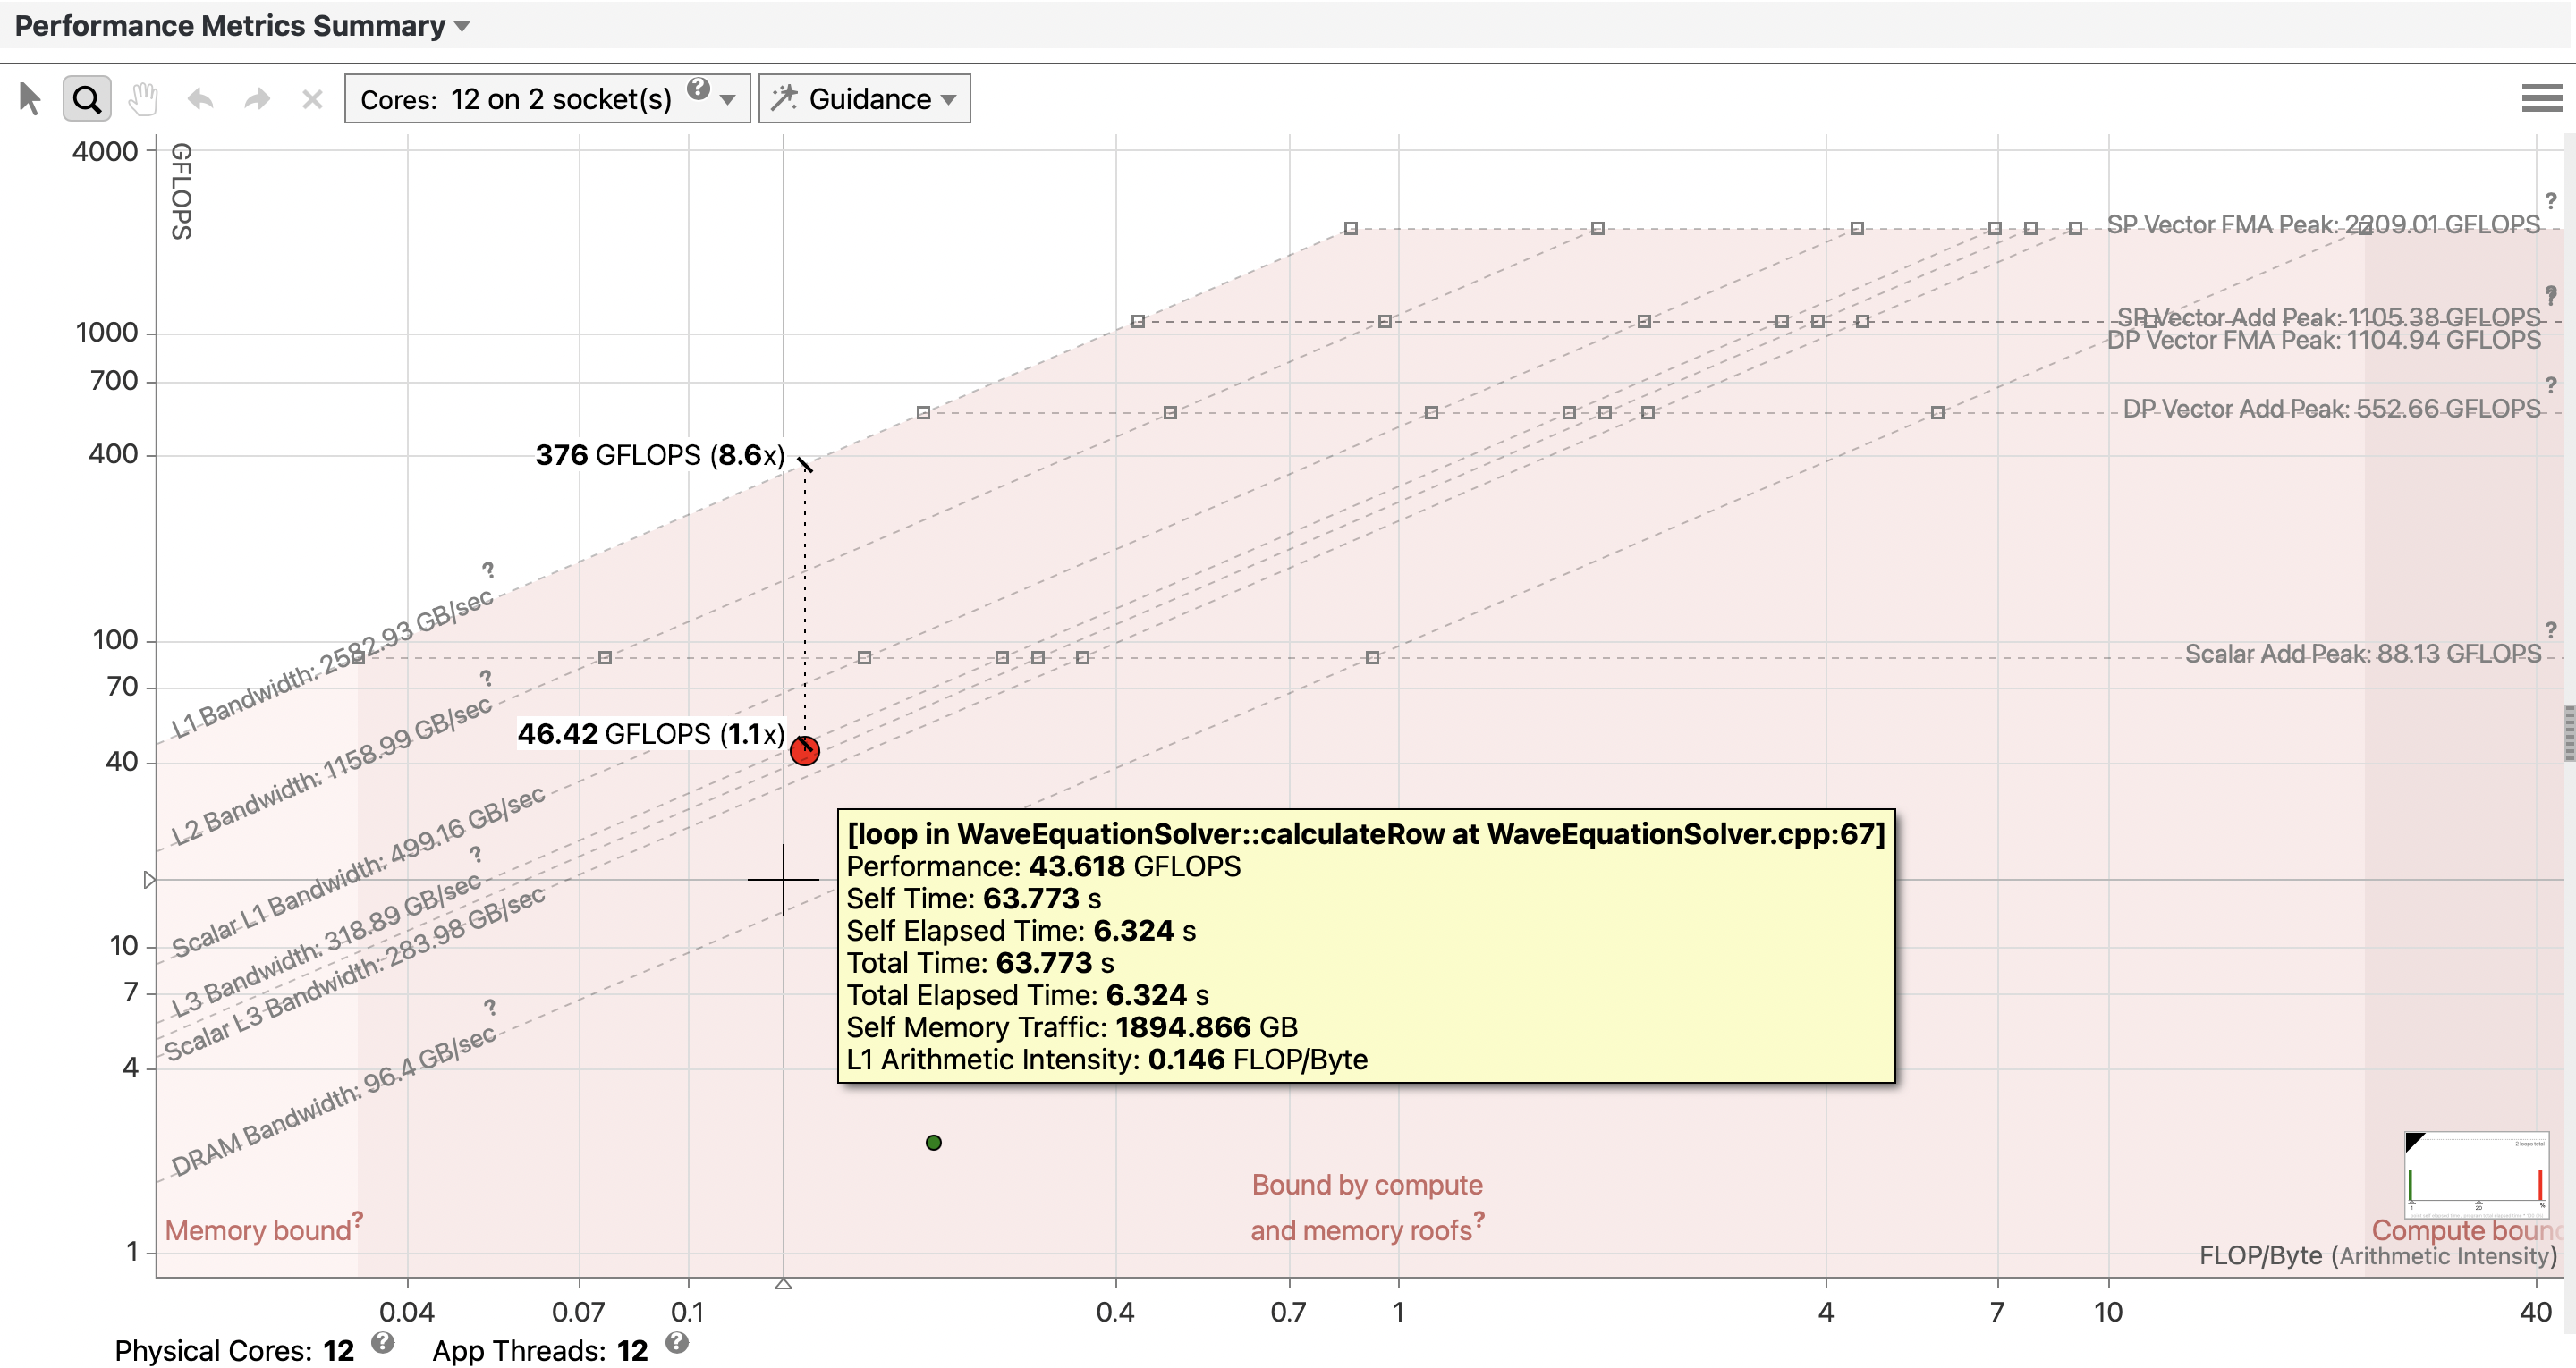 Performance Metrics Summary
Cores: 12 on 2 socket(s) ?
Guidance
GFLOPS
4000
1000
700
400
100
70
40
10
7
4
1
?
SP Vector FMA Peak: 2209.01 GFLOPS
?
SP Vector Add Peak: 1105.38 GFLOPS
DP Vector FMA Peak: 1104.94 GFLOPS
?
DP Vector Add Peak: 552.66 GFLOPS
?
Scalar Add Peak: 88.13 GFLOPS
376 GFLOPS (8.6x)
46.42 GFLOPS (1.1x)
L1 Bandwidth: 2582.93 GB/sec ?
L2 Bandwidth: 1158.99 GB/sec ?
Scalar L1 Bandwidth: 499.16 GB/sec
L3 Bandwidth: 318.89 GB/sec ?
Scalar L3 Bandwidth: 283.98 GB/sec
DRAM Bandwidth: 96.4 GB/sec ?
[loop in WaveEquationSolver::calculateRow at WaveEquationSolver.cpp:67]
Performance: 43.618 GFLOPS
Self Time: 63.773 s
Self Elapsed Time: 6.324 s
Total Time: 63.773 s
Total Elapsed Time: 6.324 s
Self Memory Traffic: 1894.866 GB
L1 Arithmetic Intensity: 0.146 FLOP/Byte
Memory bound?
Bound by compute
and memory roofs?
Compute boun
FLOP/Byte (Arithmetic Intensity)
0.04
0.07
0.1
0.4
0.7
1
4
7
10
40
Physical Cores: 12 ?
App Threads: 12 ?